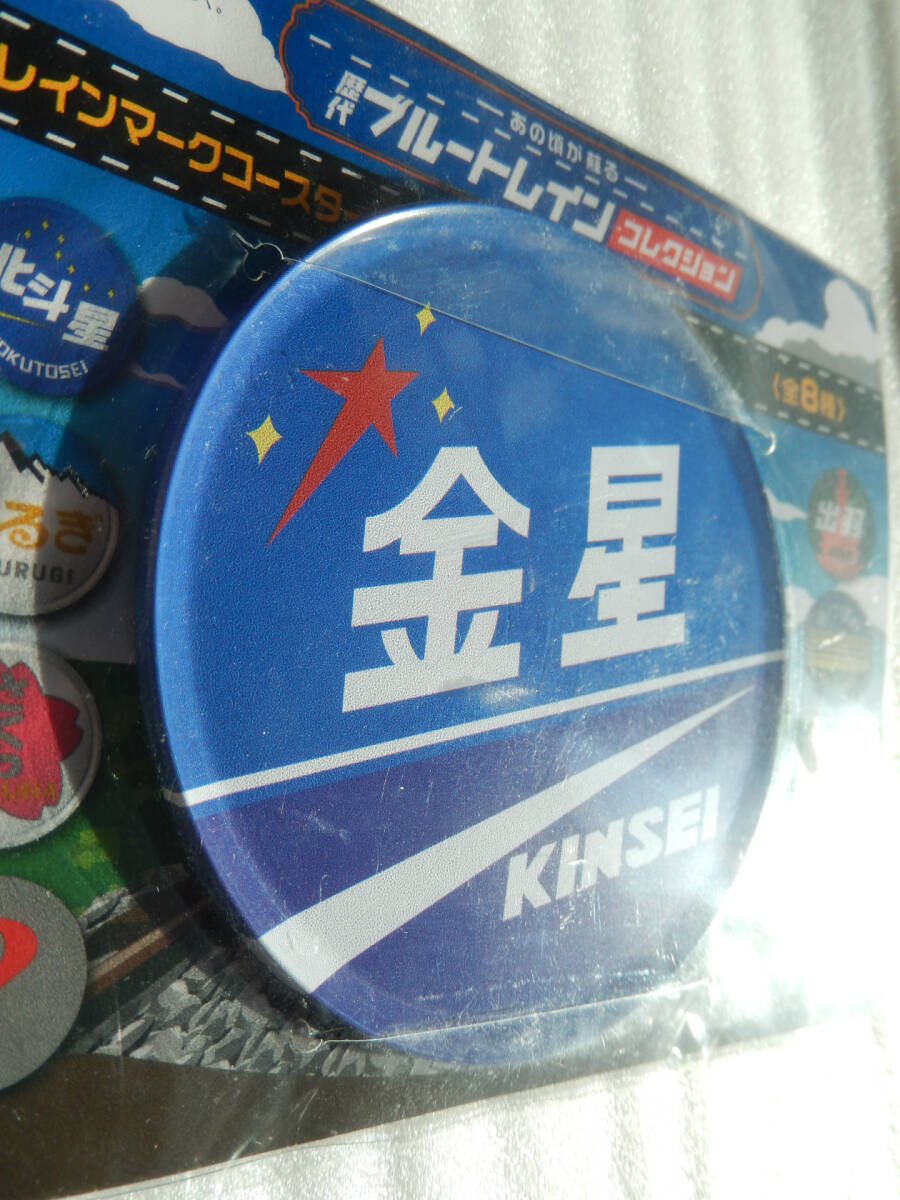 あの頃が蘇る
歴代
ブルートレイン
コレクション
レインマークコースター
〈全8種〉
北斗星
OKUTOSEI
るぎ
URUGI
金星
KINSEI
出羽